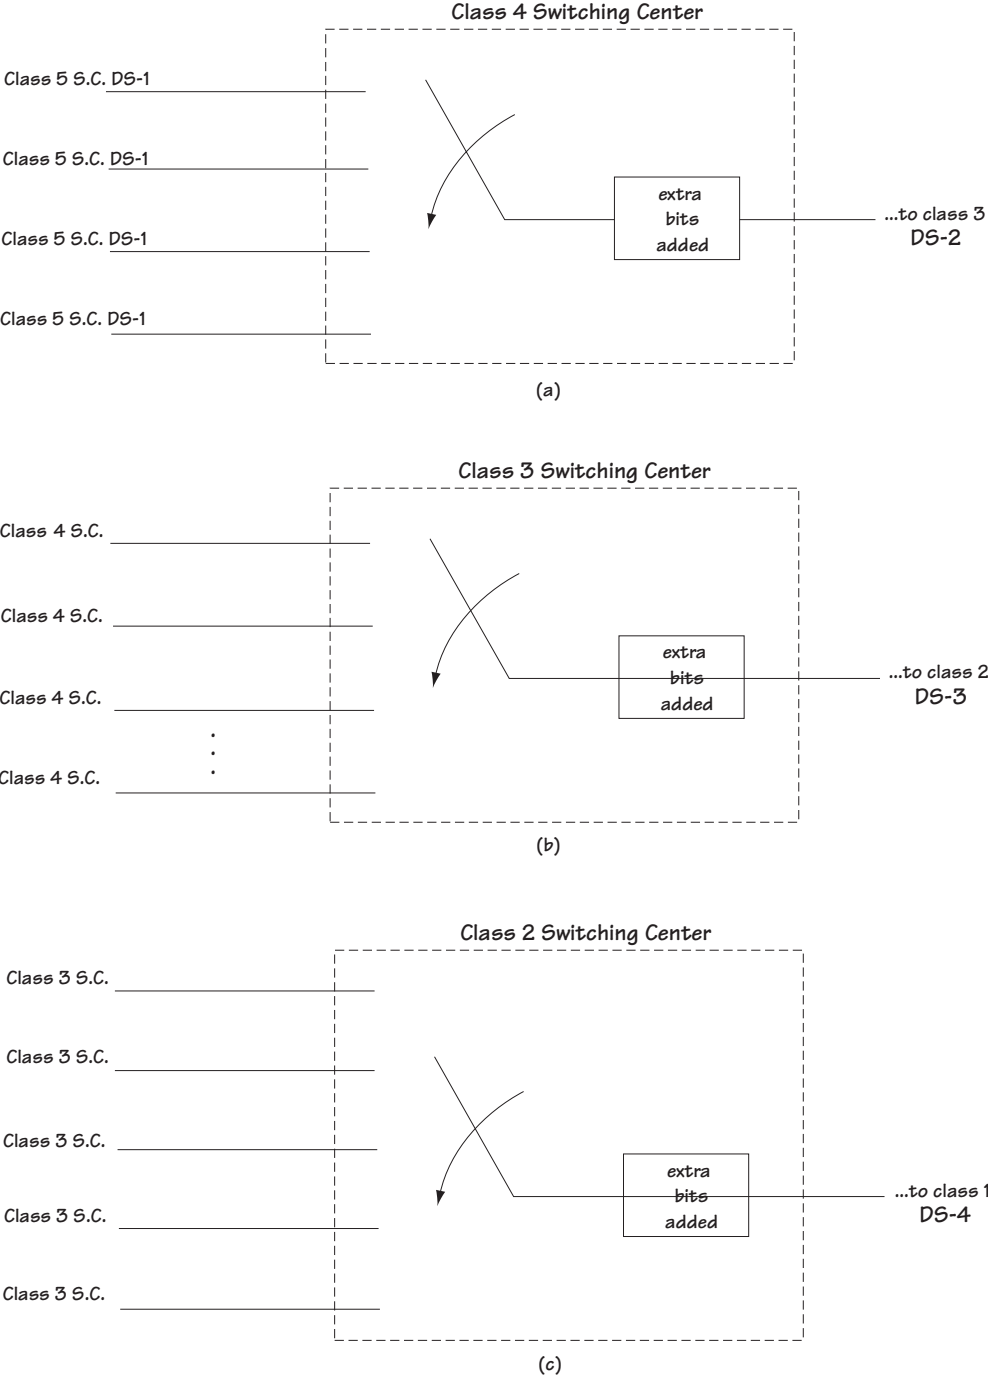 Class 4 Switching Center
Class 5 S.C. DS-1
Class 5 S.C. DS-1
Class 5 S.C. DS-1
Class 5 S.C. DS-1
extra
bits
added
...to class 3
DS-2
(a)
Class 3 Switching Center
Class 4 S.C.
Class 4 S.C.
Class 4 S.C.
Class 4 S.C.
extra
bits
added
...to class 2
DS-3
(b)
Class 2 Switching Center
Class 3 S.C.
Class 3 S.C.
Class 3 S.C.
Class 3 S.C.
Class 3 S.C.
extra
bits
added
...to class 1
DS-4
(c)